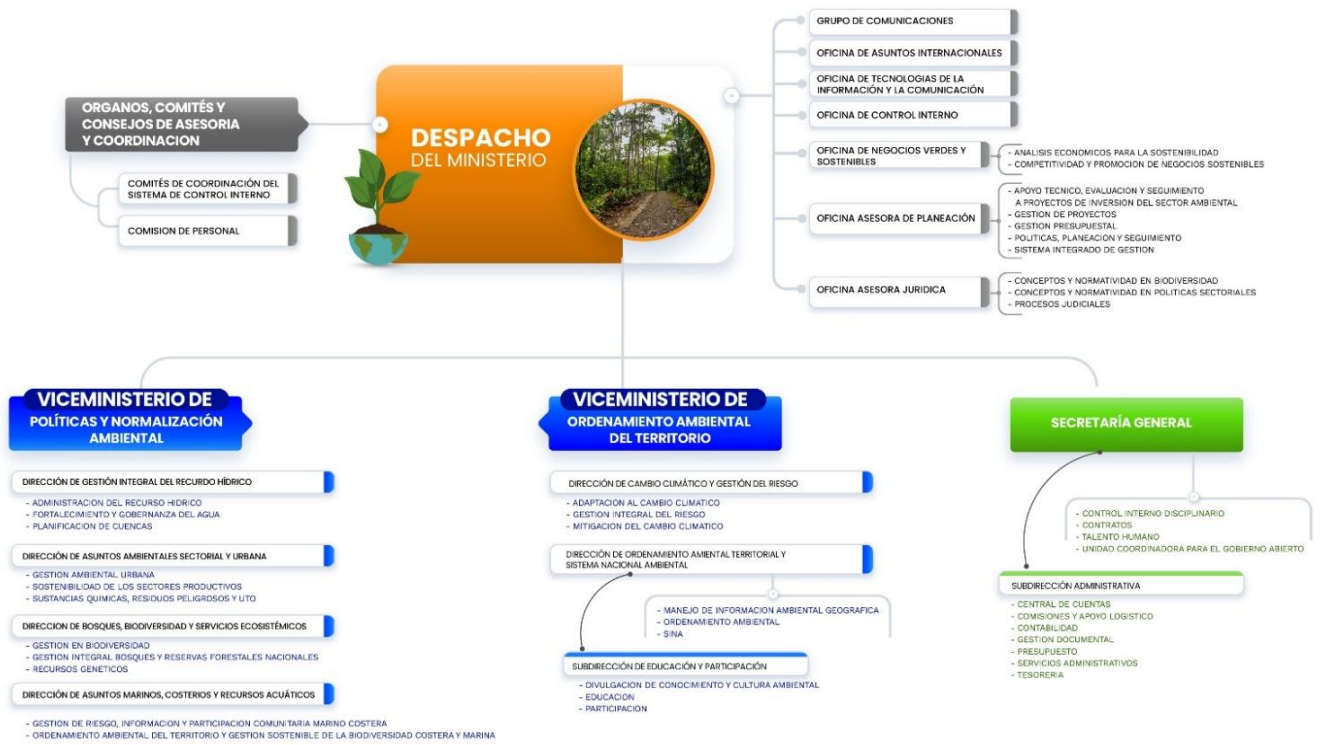 ORGANOS, COMITÉS Y
CONSEJOS DE ASESORIA
Y COORDINACION
COMITÉS DE COORDINACIÓN DEL
SISTEMA DE CONTROL INTERNO
COMISION DE PERSONAL
DESPACHO
DEL MINISTERIO
GRUPO DE COMUNICACIONES
OFICINA DE ASUNTOS INTERNACIONALES
OFICINA DE TECNOLOGIAS DE LA
INFORMACIÓN Y LA COMUNICACIÓN
OFICINA DE CONTROL INTERNO
OFICINA DE NEGOCIOS VERDES Y
SOSTENIBLES
- ANALISIS ECONOMICOS PARA LA SOSTENIBILIDAD
- COMPETITIVIDAD Y PROMOCION DE NEGOCIOS SOSTENIBLES
OFICINA ASESORA DE PLANEACIÓN
- APOYO TECNICO, EVALUACION Y SEGUIMIENTO
A PROYECTOS DE INVERSION DEL SECTOR AMBIENTAL
- GESTION DE PROYECTOS
- GESTION PRESUPUESTAL
- POLITICAS, PLANEACION Y SEGUIMIENTO
- SISTEMA INTEGRADO DE GESTION
OFICINA ASESORA JURIDICA
- CONCEPTOS Y NORMATIVIDAD EN BIODIVERSIDAD
- CONCEPTOS Y NORMATIVIDAD EN POLITICAS SECTORIALES
- PROCESOS JUDICIALES
VICEMINISTERIO DE
POLÍTICAS Y NORMALIZACIÓN
AMBIENTAL
DIRECCIÓN DE GESTIÓN INTEGRAL DEL RECURDO HÍDRICO
- ADMINISTRACION DEL RECURSO HIDRICO
- FORTALECIMIENTO Y GOBERNANZA DEL AGUA
- PLANIFICACION DE CUENCAS
DIRECCIÓN DE ASUNTOS AMBIENTALES SECTORIAL Y URBANA
- GESTION AMBIENTAL URBANA
- SOSTENIBILIDAD DE LOS SECTORES PRODUCTIVOS
- SUSTANCIAS QUIMICAS, RESIDUOS PELIGROSOS Y UTO
DIRECCION DE BOSQUES, BIODIVERSIDAD Y SERVICIOS ECOSISTÉMICOS
- GESTION EN BIODIVERSIDAD
- GESTION INTEGRAL BOSQUES Y RESERVAS FORESTALES NACIONALES
- RECURSOS GENETICOS
DIRECCIÓN DE ASUNTOS MARINOS, COSTERIOS Y RECURSOS ACUÁTICOS
- GESTION DE RIESGO, INFORMACION Y PARTICIPACION COMUNITARIA MARINO COSTERA
- ORDENAMIENTO AMBIENTAL DEL TERRITORIO Y GESTION SOSTENIBLE DE LA BIODIVERSIDAD COSTERA Y MARINA
VICEMINISTERIO DE
ORDENAMIENTO AMBIENTAL
DEL TERRITORIO
DIRECCIÓN DE CAMBIO CLIMÁTICO Y GESTIÓN DEL RIESGO
- ADAPTACION AL CAMBIO CLIMATICO
- GESTION INTEGRAL DEL RIESGO
- MITIGACION DEL CAMBIO CLIMATICO
DIRECCIÓN DE ORDENAMIENTO AMIENTAL TERRITORIAL Y
SISTEMA NACIONAL AMBIENTAL
- MANEJO DE INFORMACION AMBIENTAL GEOGRAFICA
- ORDENAMIENTO AMBIENTAL
- SINA
SUBDIRECCIÓN DE EDUCACIÓN Y PARTICIPACIÓN
- DIVULGACION DE CONOCIMIENTO Y CULTURA AMBIENTAL
- EDUCACION
- PARTICIPACION
SECRETARÍA GENERAL
- CONTROL INTERNO DISCIPLINARIO
- CONTRATOS
- TALENTO HUMANO
- UNIDAD COORDINADORA PARA EL GOBIERNO ABIERTO
SUBDIRECCIÓN ADMINISTRATIVA
- CENTRAL DE CUENTAS
- COMISIONES Y APOYO LOGISTICO
- CONTABILIDAD
- GESTION DOCUMENTAL
- PRESUPUESTO
- SERVICIOS ADMINISTRATIVOS
- TESORERIA